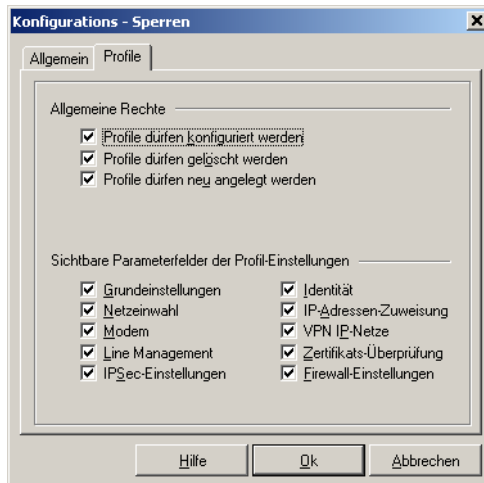 Konfigurations - Sperren
Allgemein Profile
Allgemeine Rechte
Profile dürfen konfiguriert werden
Profile dürfen gelöscht werden
Profile dürfen neu angelegt werden
Sichtbare Parameterfelder der Profil-Einstellungen
Grundeinstellungen Identität
Netzeinwahl IP-Adressen-Zuweisung
Modem VPN IP-Netze
Line Management Zertifikats-Überprüfung
IPSec-Einstellungen Firewall-Einstellungen
Hilfe Ok Abbrechen